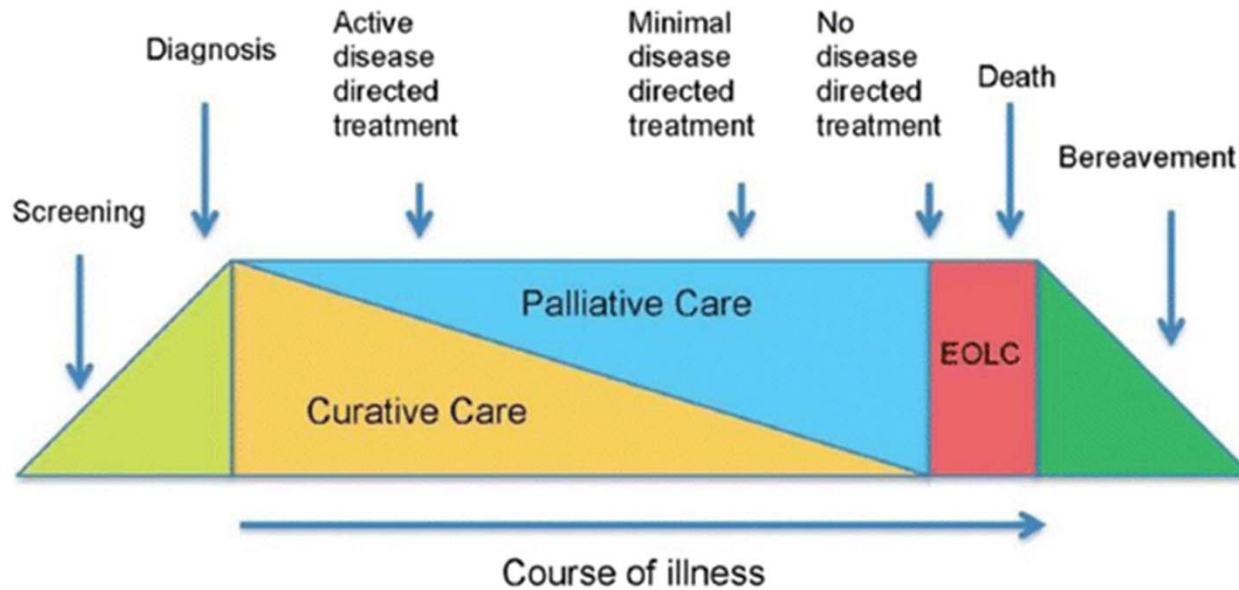 Screening
Diagnosis
Active
disease
directed
treatment
Minimal
disease
directed
treatment
No
disease
directed
treatment
Death
Bereavement
Palliative Care
Curative Care
EOLC
Course of illness